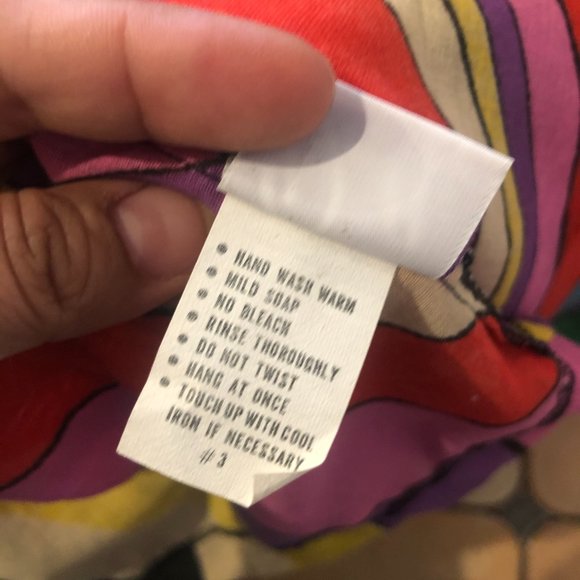 • HAND WASH WARM
• MILD SOAP
• NO BLEACH
• RINSE THOROUGHLY
• DO NOT TWIST
• HANG AT ONCE
• TOUCH UP WITH COOL
IRON IF NECESSARY
#3